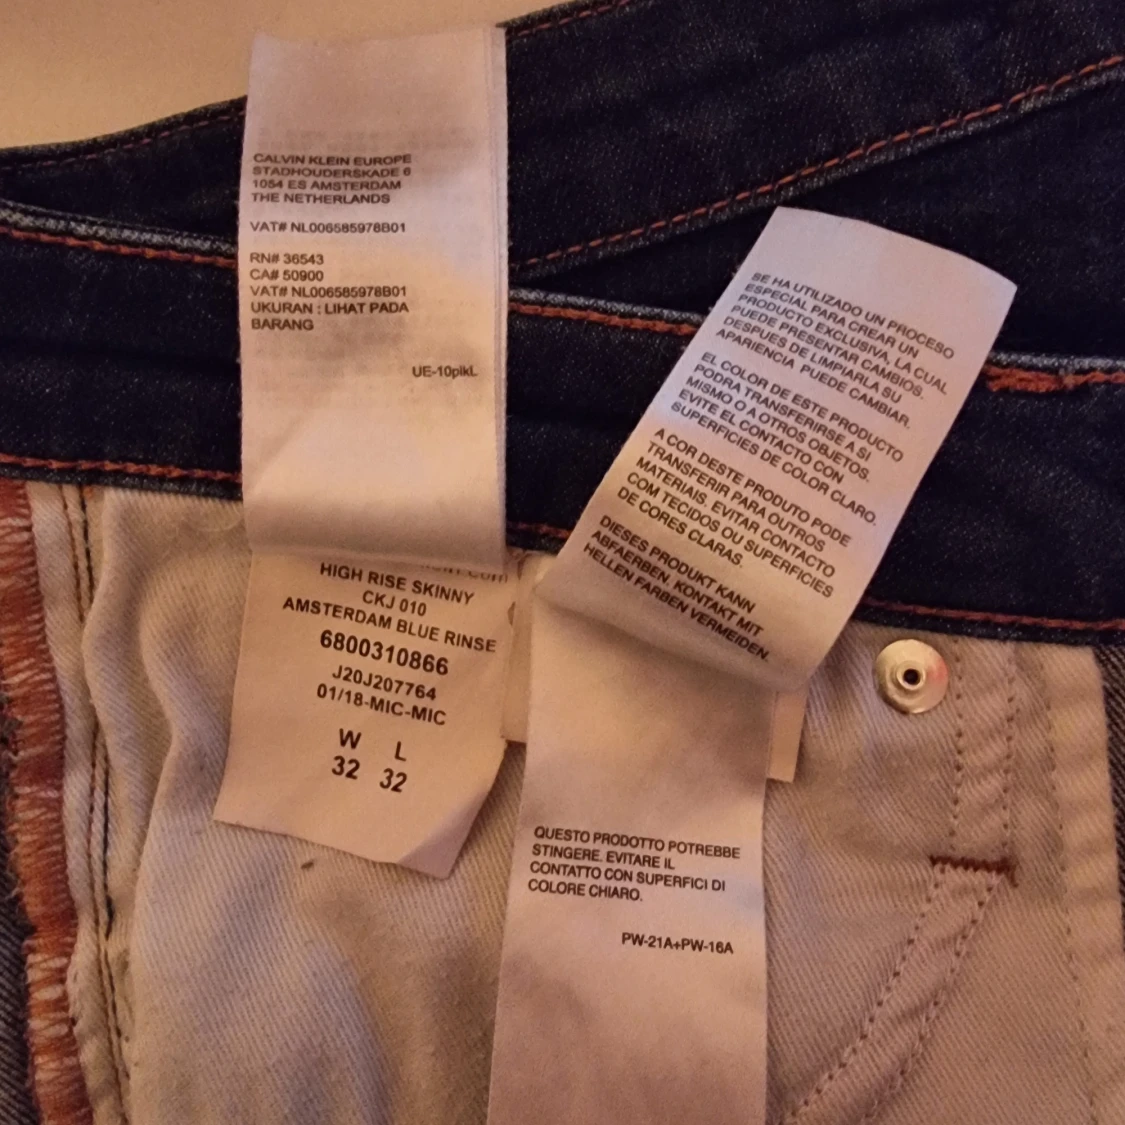 CALVIN KLEIN EUROPE
STADHOUDERSKADE 6
1054 ES AMSTERDAM
THE NETHERLANDS
VAT# NL006585978B01
RN# 36543
CA# 50900
VAT# NL006585978B01
UKURAN : LIHAT PADA
BARANG
UE-10pIkL
HIGH RISE SKINNY
CKJ 010
AMSTERDAM BLUE RINSE
6800310866
J20J207764
01/18-MIC-MIC
W L
32 32
SE HA UTILIZADO UN PROCESO
ESPECIAL PARA CREAR UN
PRODUCTO EXCLUSIVA, LA CUAL
PUEDE PRESENTAR CAMBIOS.
DESPUES DE LIMPIARLA SU
APARIENCIA PUEDE CAMBIAR.
EL COLOR DE ESTE PRODUCTO
PODRA TRANSFERIRSE A SI
MISMO O A OTROS OBJETOS.
EVITE EL CONTACTO CON
SUPERFICIES DE COLOR CLARO.
A COR DESTE PRODUTO PODE
TRANSFERIR PARA OUTROS
MATERIAIS. EVITAR CONTACTO
COM TECIDOS OU SUPERFICIES
DE CORES CLARAS.
DIESES PRODUKT KANN
ABFAERBEN. KONTAKT MIT
HELLEN FARBEN VERMEIDEN.
QUESTO PRODOTTO POTREBBE
STINGERE. EVITARE IL
CONTATTO CON SUPERFICI DI
COLORE CHIARO.
PW-21A+PW-16A